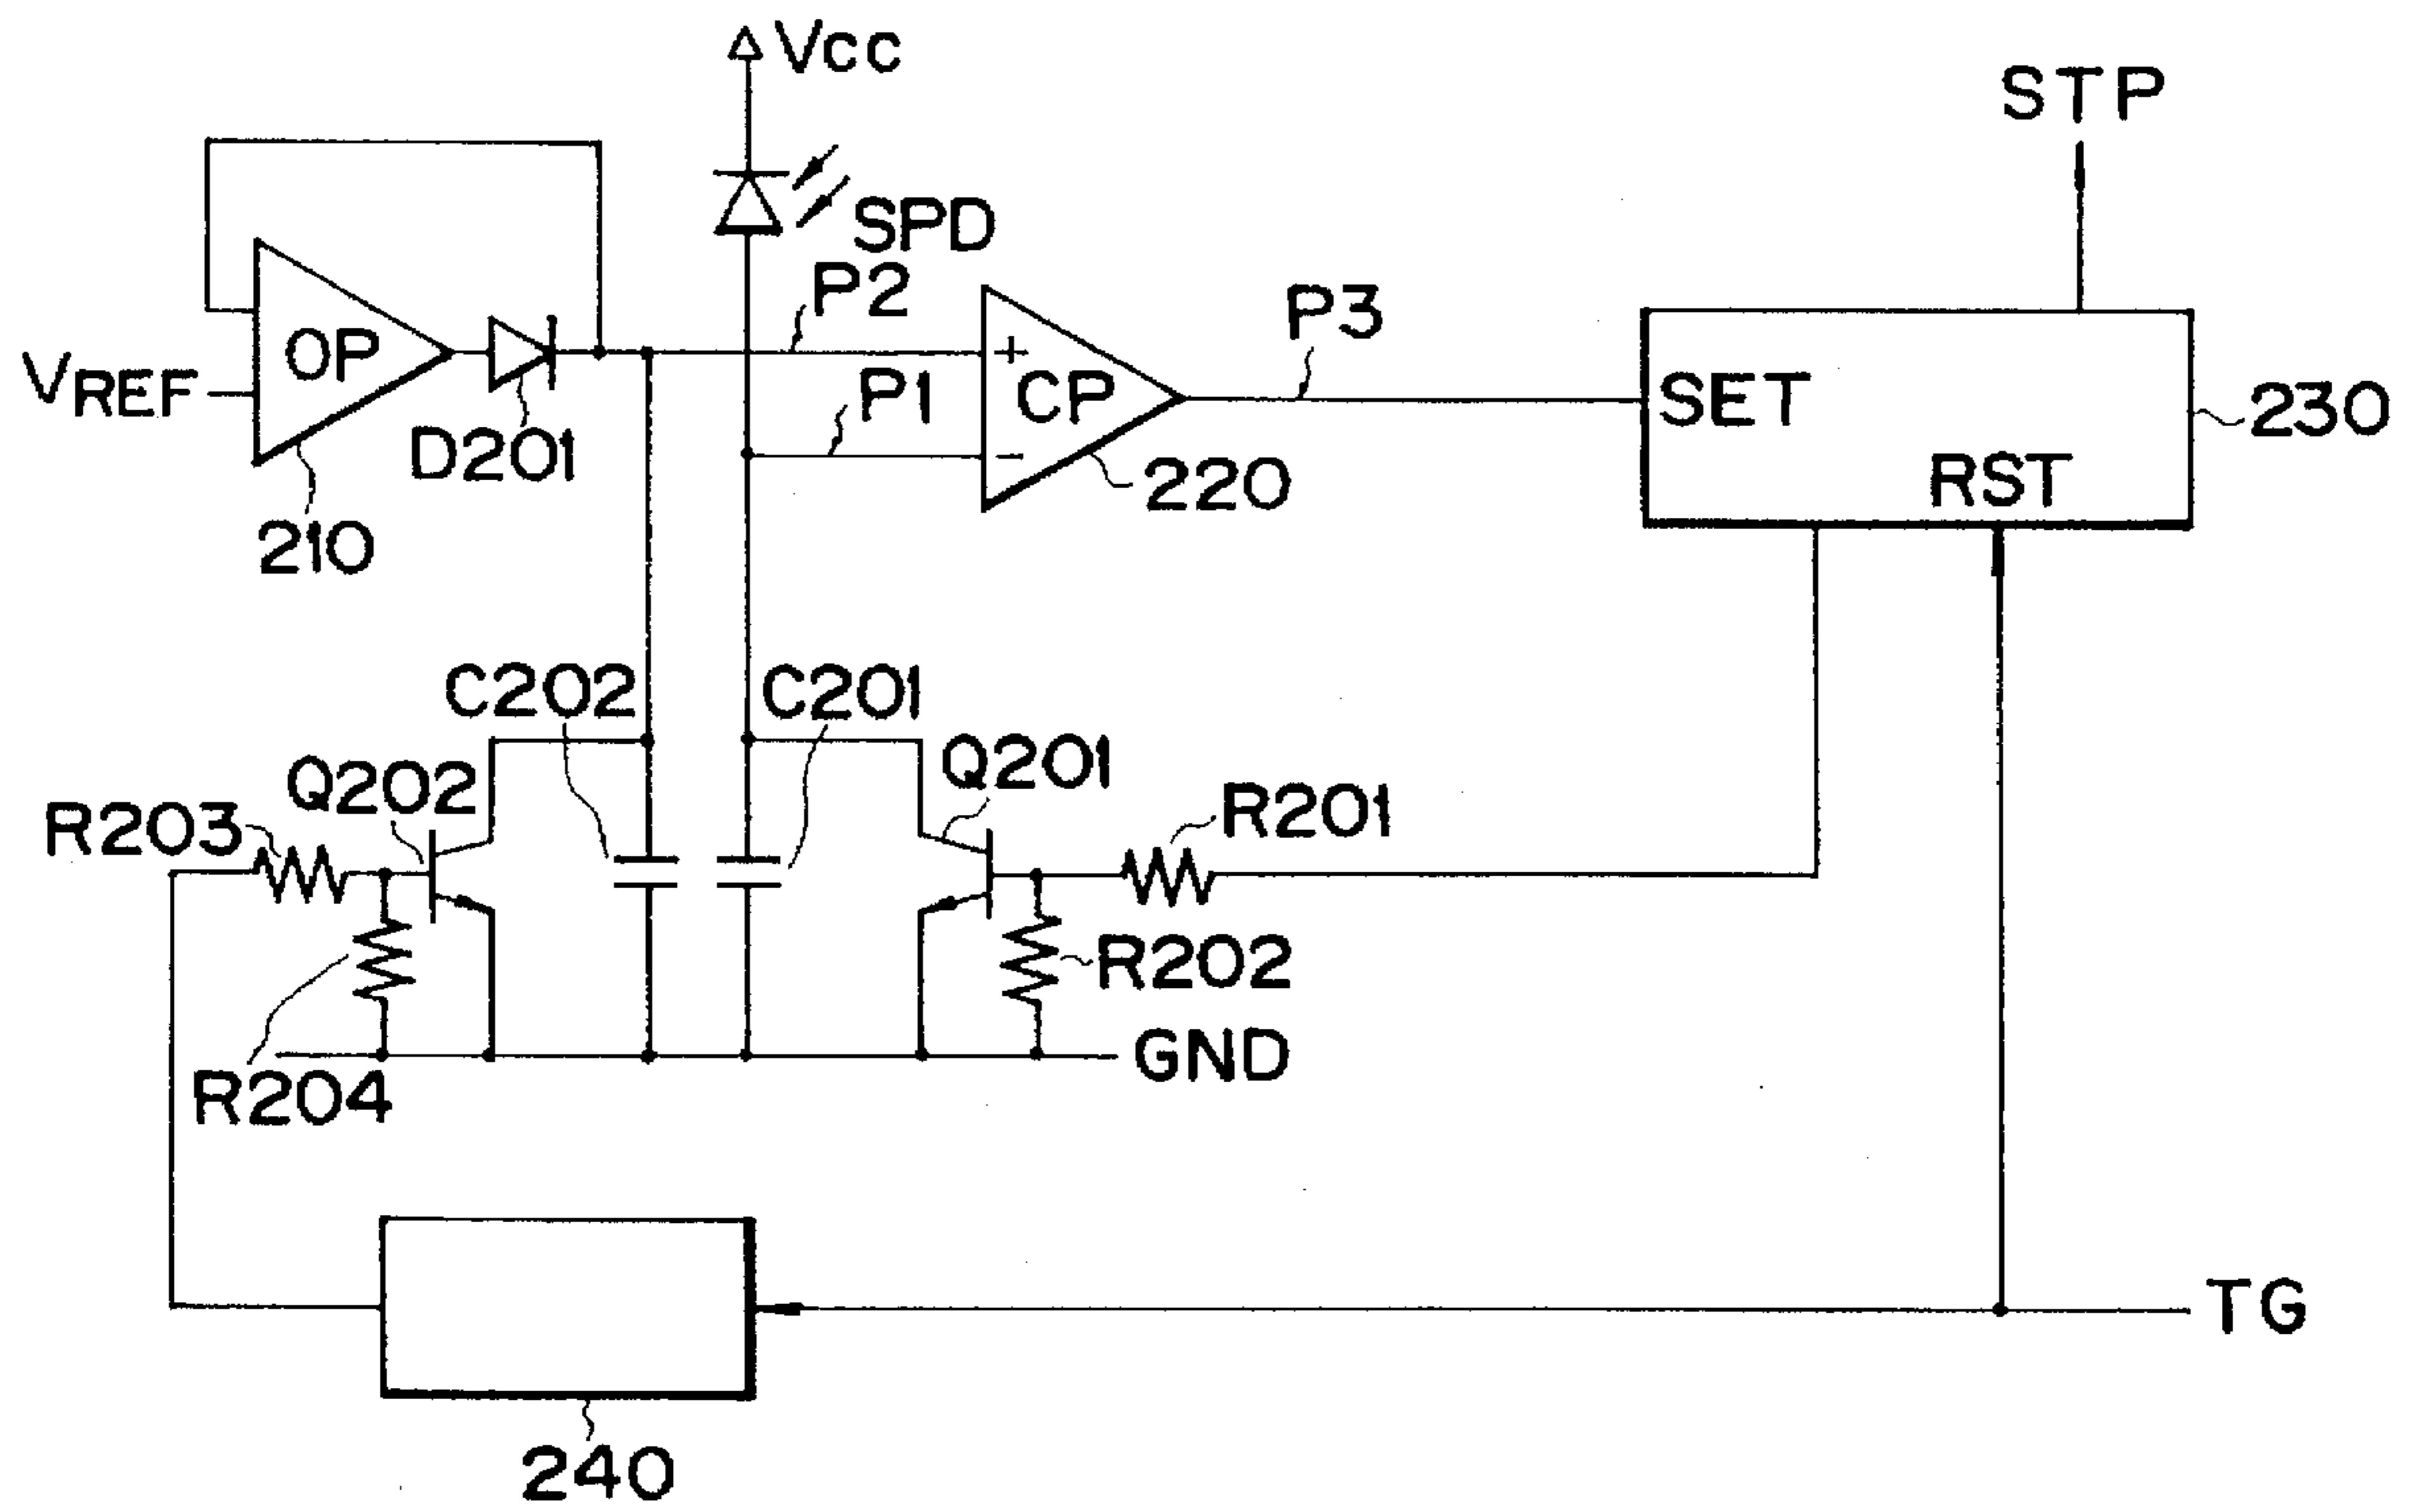 Vcc
STP
SPD
P2
P3
OP
+
CP
P1
VREF
SET
230
D201
−
220
RST
210
C202
C201
Q202
Q201
R203
R201
R202
GND
R204
TG
240